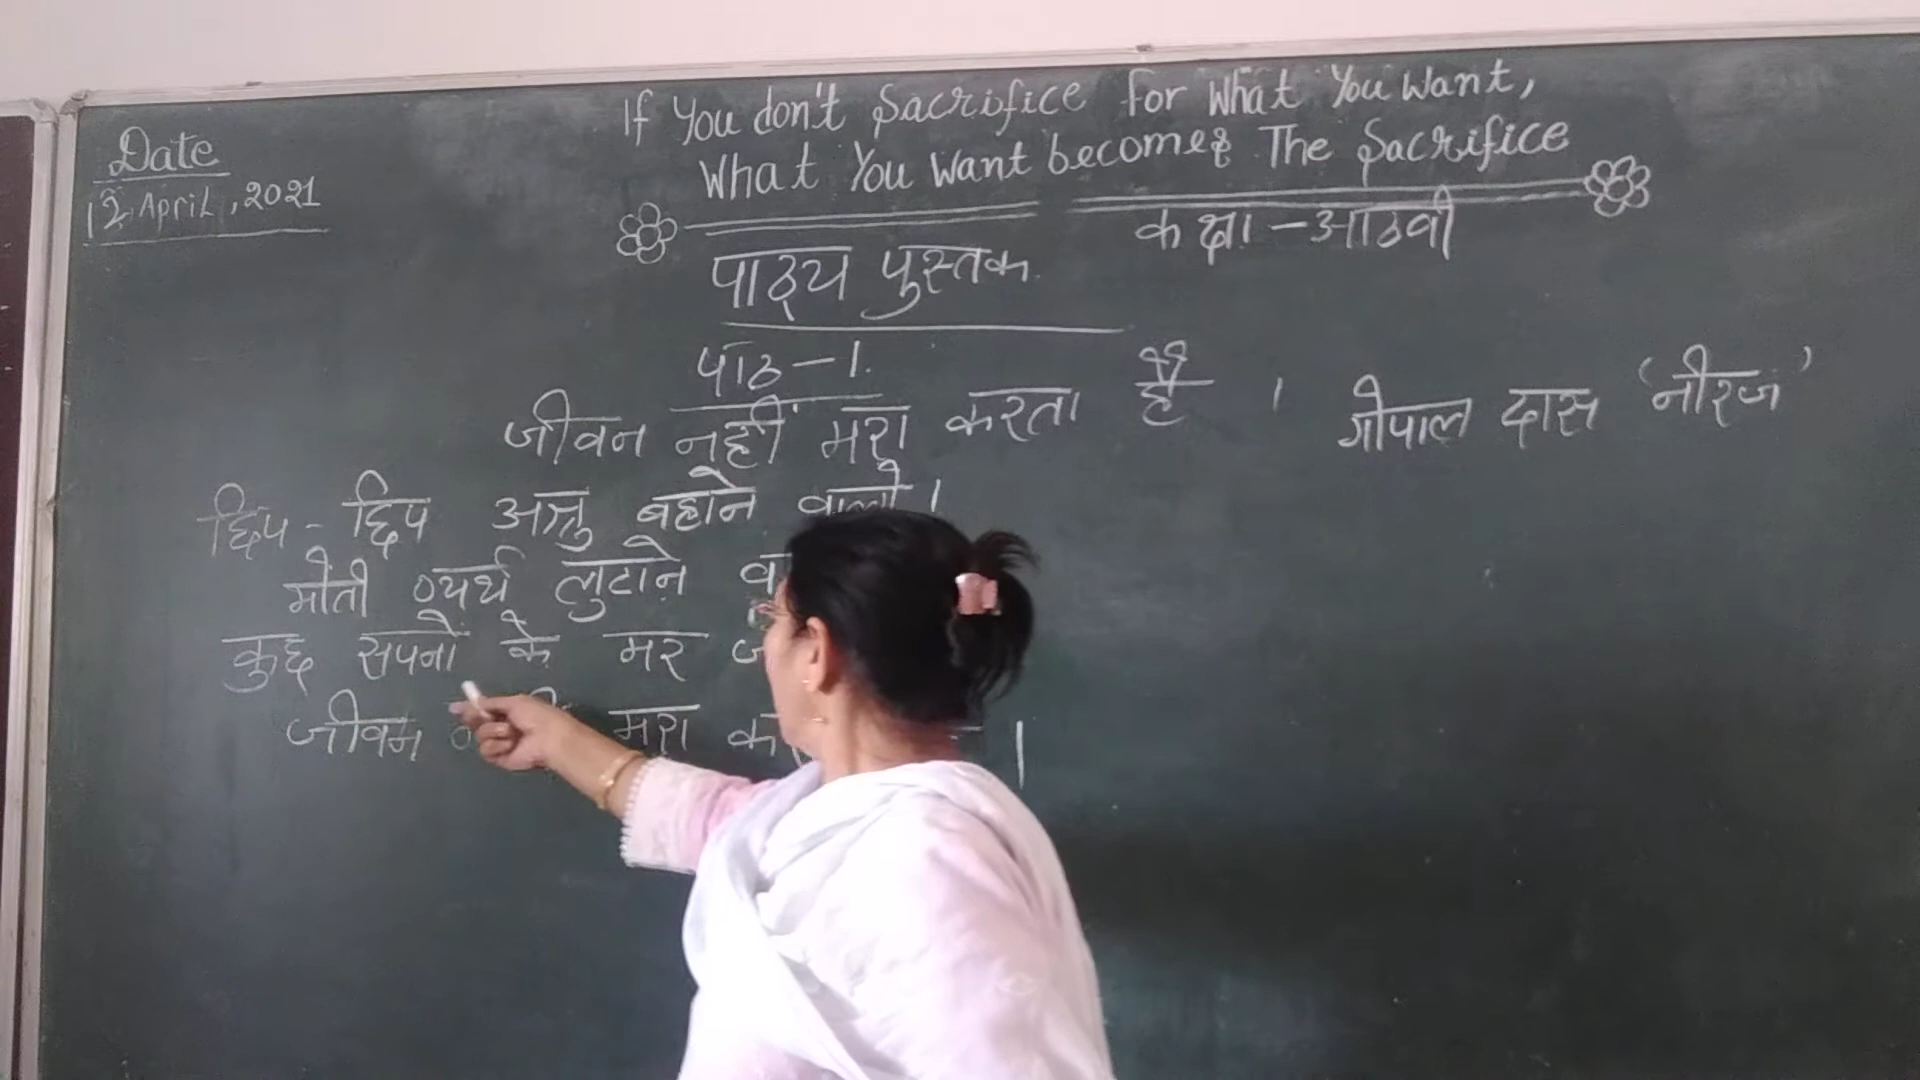 Date
12 April, 2021
If You don't Sacrifice for What You Want,
What You Want becomes The Sacrifice
कक्षा - आठवी
पाठ्य पुस्तक
पाठ - 1.
जीवन नहीं मरा करता है । गोपाल दास 'नीरज'
छिप - छिप अश्रु बहाने वालो ।
मोती व्यर्थ लुटाने
कुछ सपनों के मर
जीवन मरा